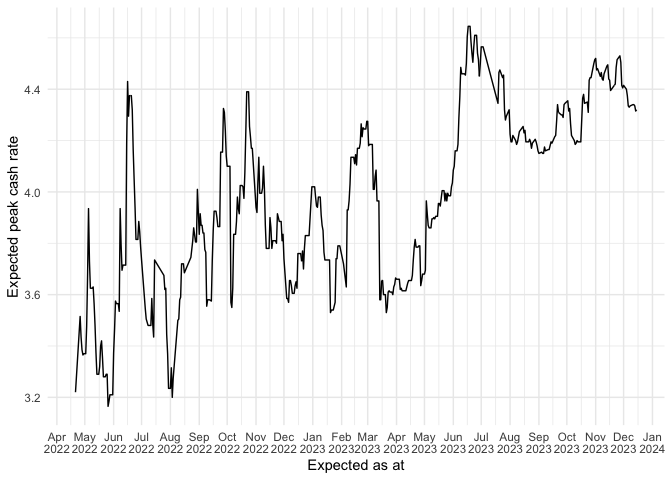 Expected peak cash rate
4.4
4.0
3.6
3.2
Apr May Jun Jul Aug Sep Oct Nov Dec Jan Feb Mar Apr May Jun Jul Aug Sep Oct Nov Dec Jan
2022 2022 2022 2022 2022 2022 2022 2022 2022 2023 2023 2023 2023 2023 2023 2023 2023 2023 2023 2023 2023 2024
Expected as at